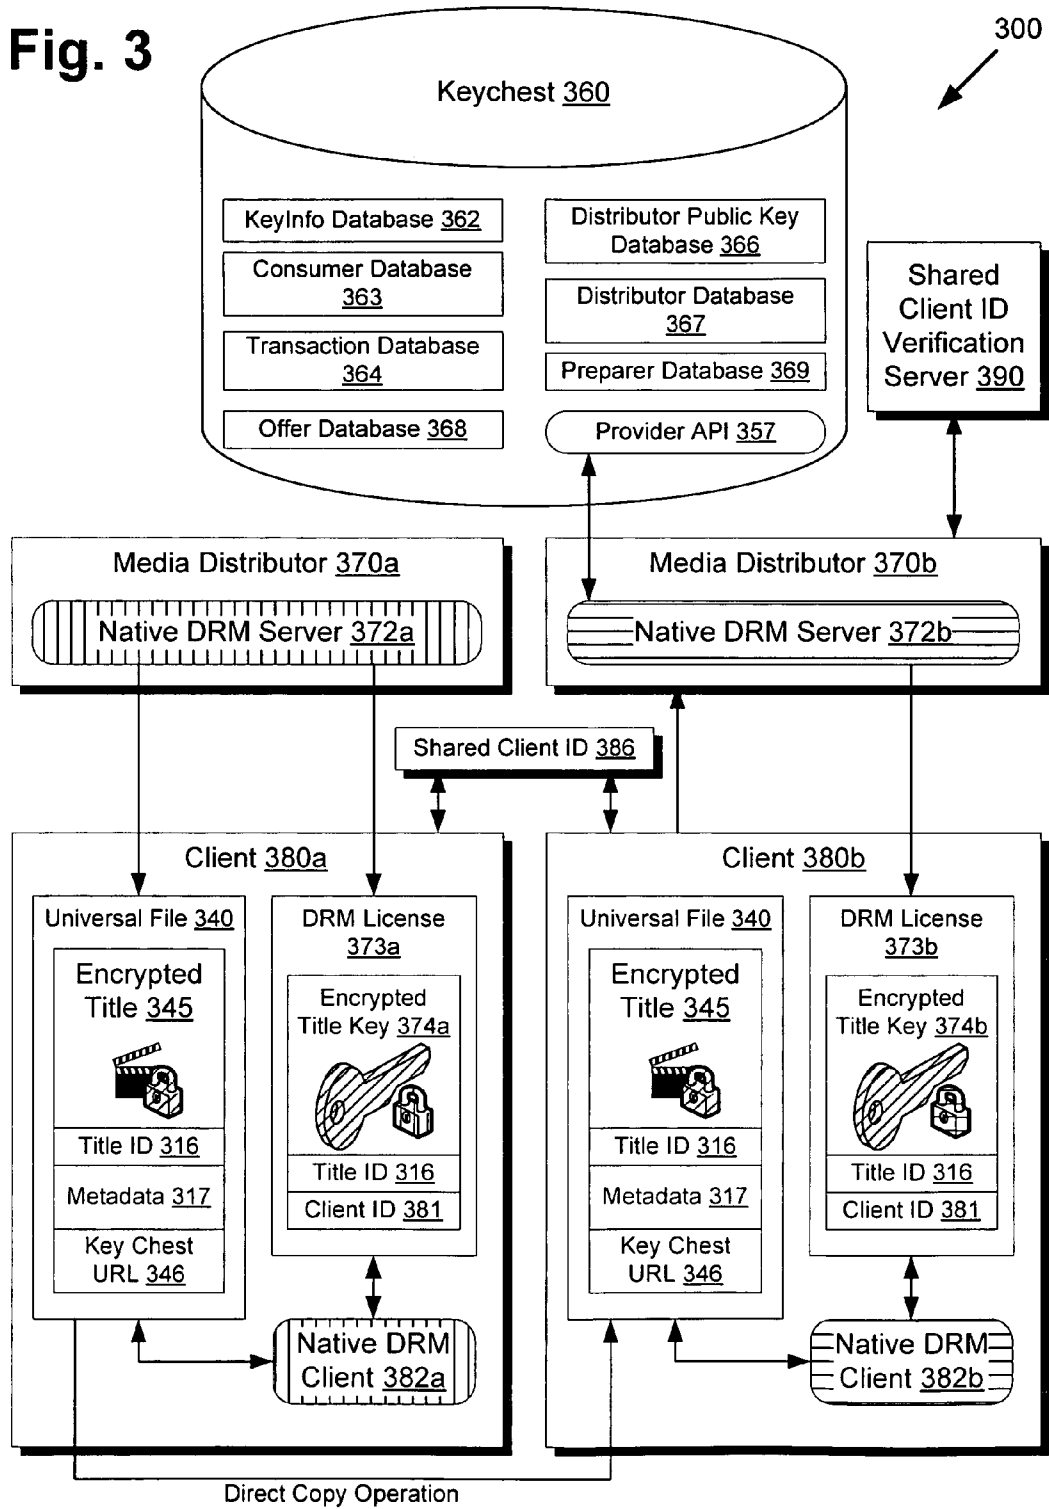 Fig. 3
300
Keychest 360
KeyInfo Database 362
Consumer Database
363
Transaction Database
364
Offer Database 368
Distributor Public Key
Database 366
Distributor Database
367
Preparer Database 369
Provider API 357
Shared
Client ID
Verification
Server 390
Media Distributor 370a
Native DRM Server 372a
Media Distributor 370b
Native DRM Server 372b
Shared Client ID 386
Client 380a
Universal File 340
Encrypted
Title 345
Title ID 316
Metadata 317
Key Chest
URL 346
DRM License
373a
Encrypted
Title Key 374a
Title ID 316
Client ID 381
Native DRM
Client 382a
Client 380b
Universal File 340
Encrypted
Title 345
Title ID 316
Metadata 317
Key Chest
URL 346
DRM License
373b
Encrypted
Title Key 374b
Title ID 316
Client ID 381
Native DRM
Client 382b
Direct Copy Operation